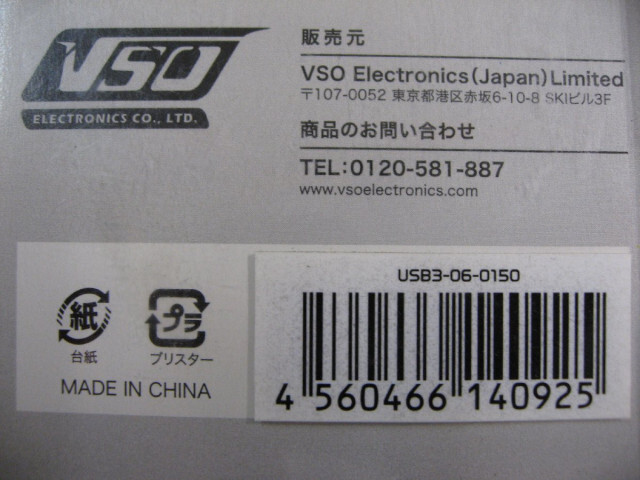 VSO
ELECTRONICS CO., LTD.
販売元
VSO Electronics(Japan)Limited
〒107-0052 東京都港区赤坂6-10-8 SKIビル3F
商品のお問い合わせ
TEL:0120-581-887
www.vsoelectronics.com
紙
台紙
プラ
ブリスター
MADE IN CHINA
USB3-06-0150
4 560466 140925